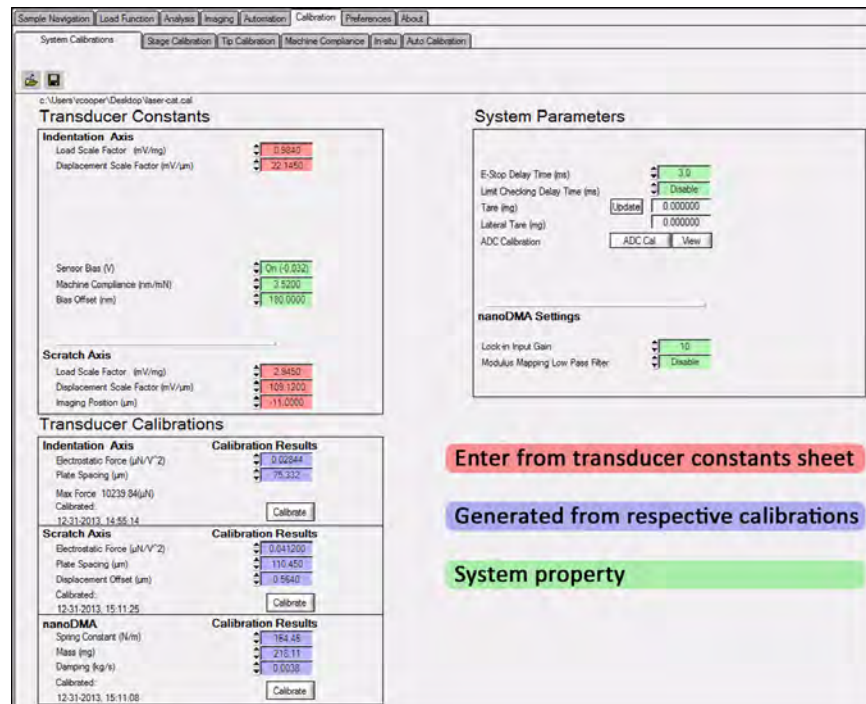 Sample Navigation Load Function Analysis Imaging Automation Calibration Preferences About
System Calibrations Stage Calibration Tip Calibration Machine Compliance In-situ Auto Calibration
c:\Users\rcooper\Desktop\laser-cat.cal
Transducer Constants
Indentation Axis
Load Scale Factor (mV/mg) 0.9840
Displacement Scale Factor (mV/µm) 22.1450
Sensor Bias (V) On (-0.032)
Machine Compliance (nm/mN) 3.5200
Bias Offset (nm) 180.0000
Scratch Axis
Load Scale Factor (mV/mg) 2.9450
Displacement Scale Factor (mV/µm) 109.1200
Imaging Position (µm) -11.0000
Transducer Calibrations
Indentation Axis Calibration Results
Electrostatic Force (µN/V^2) 0.02844
Plate Spacing (µm) 75.332
Max Force 10239.84(µN)
Calibrated:
12-31-2013, 14:55:14 Calibrate
Scratch Axis Calibration Results
Electrostatic Force (µN/V^2) 0.041200
Plate Spacing (µm) 110.450
Displacement Offset (µm) 0.5640
Calibrated:
12-31-2013, 15:11:25 Calibrate
nanoDMA Calibration Results
Spring Constant (N/m) 164.45
Mass (mg) 218.11
Damping (kg/s) 0.0038
Calibrated:
12-31-2013, 15:11:08 Calibrate
System Parameters
E-Stop Delay Time (ms) 3.0
Limit Checking Delay Time (ms) Disable
Tare (mg) Update 0.000000
Lateral Tare (mg) 0.000000
ADC Calibration ADC Cal View
nanoDMA Settings
Lock-in Input Gain 10
Modulus Mapping Low Pass Filter Disable
Enter from transducer constants sheet
Generated from respective calibrations
System property